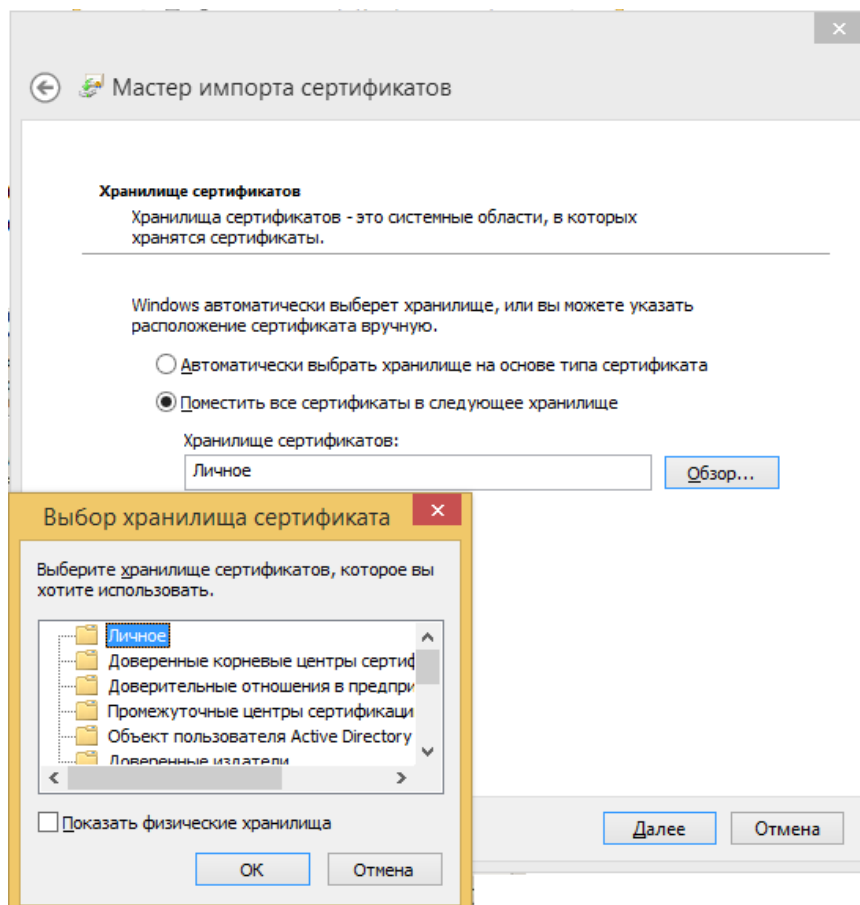 Мастер импорта сертификатов
Хранилище сертификатов
Хранилища сертификатов - это системные области, в которых
хранятся сертификаты.
Windows автоматически выберет хранилище, или вы можете указать
расположение сертификата вручную.
Автоматически выбрать хранилище на основе типа сертификата
Поместить все сертификаты в следующее хранилище
Хранилище сертификатов:
Личное
Обзор...
Выбор хранилища сертификата
Выберите хранилище сертификатов, которое вы
хотите использовать.
Личное
Доверенные корневые центры сертиф
Доверительные отношения в предпри
Промежуточные центры сертификаци
Объект пользователя Active Directory
Доверенные издатели
Показать физические хранилища
ОК
Отмена
Далее
Отмена